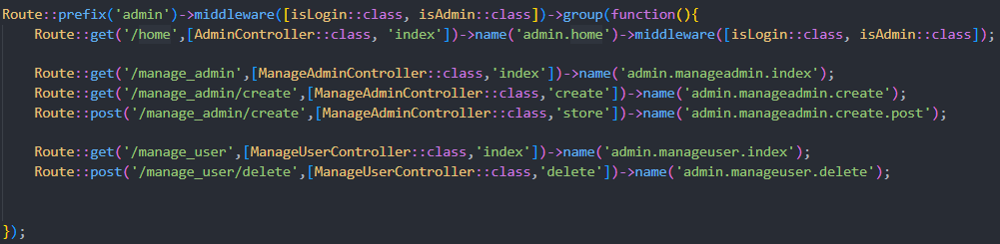 Route::prefix('admin')->middleware([isLogin::class, isAdmin::class])->group(function(){
Route::get('/home',[AdminController::class, 'index'])->name('admin.home')->middleware([isLogin::class, isAdmin::class]);
Route::get('/manage_admin',[ManageAdminController::class,'index'])->name('admin.manageadmin.index');
Route::get('/manage_admin/create',[ManageAdminController::class,'create'])->name('admin.manageadmin.create');
Route::post('/manage_admin/create',[ManageAdminController::class,'store'])->name('admin.manageadmin.create.post');
Route::get('/manage_user',[ManageUserController::class,'index'])->name('admin.manageuser.index');
Route::post('/manage_user/delete',[ManageUserController::class,'delete'])->name('admin.manageuser.delete');
});